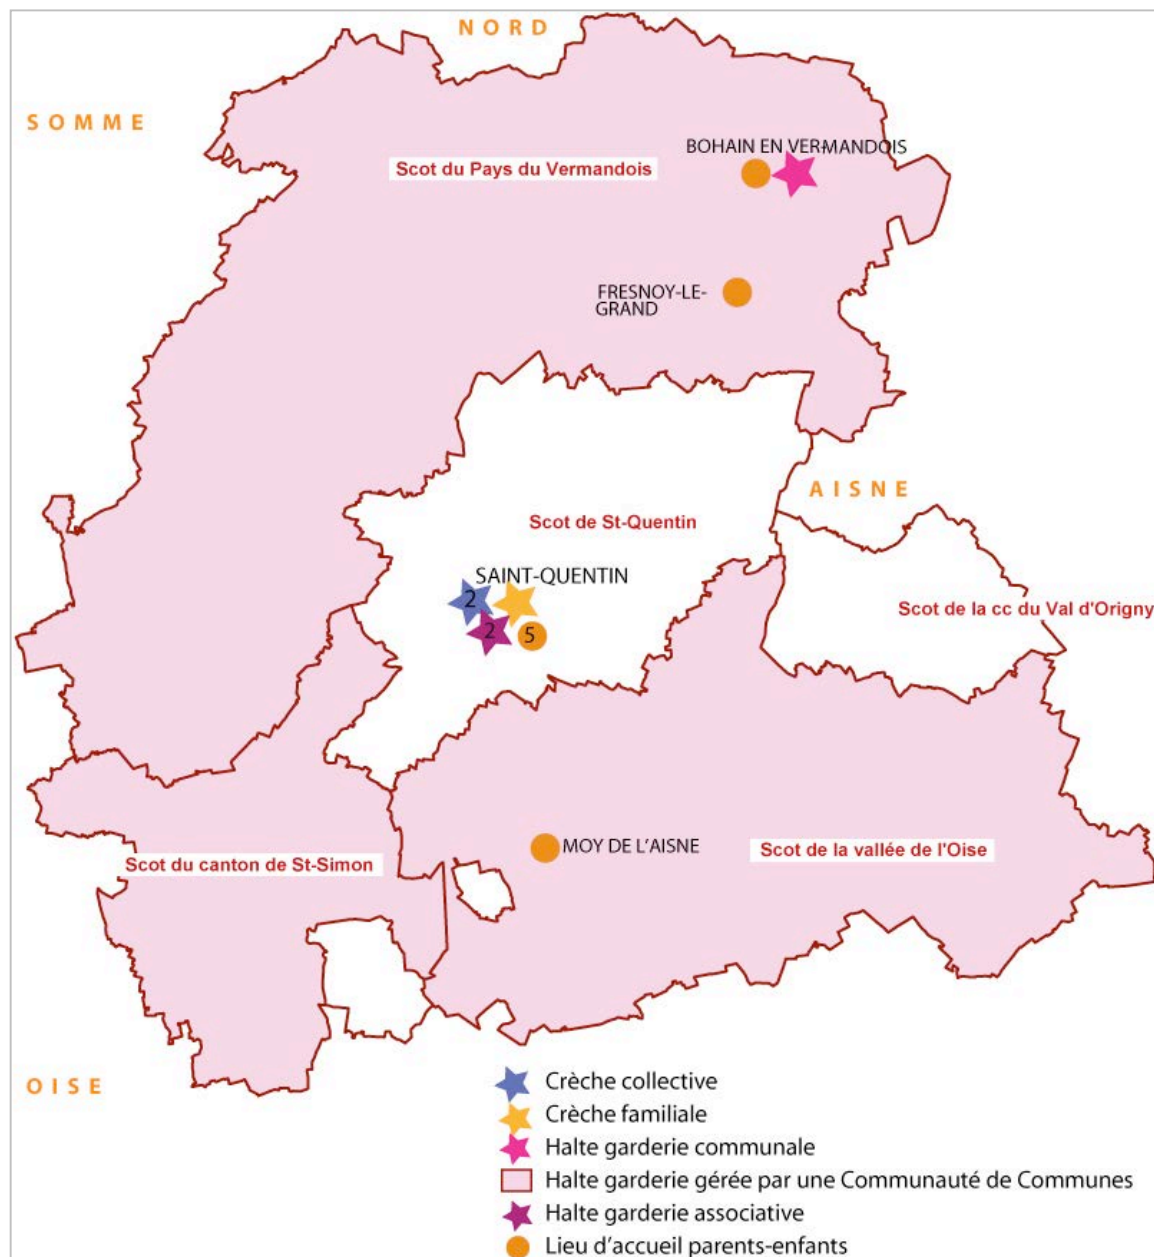 NORD
SOMME
BOHAIN EN VERMANDOIS
Scot du Pays du Vermandois
FRESNOY-LE-
GRAND
AISNE
Scot de St-Quentin
SAINT-QUENTIN
2
2
5
Scot de la cc du Val d'Origny
MOY DE L'AISNE
Scot de la vallée de l'Oise
Scot du canton de St-Simon
OISE
Crèche collective
Crèche familiale
Halte garderie communale
Halte garderie gérée par une Communauté de Communes
Halte garderie associative
Lieu d'accueil parents-enfants